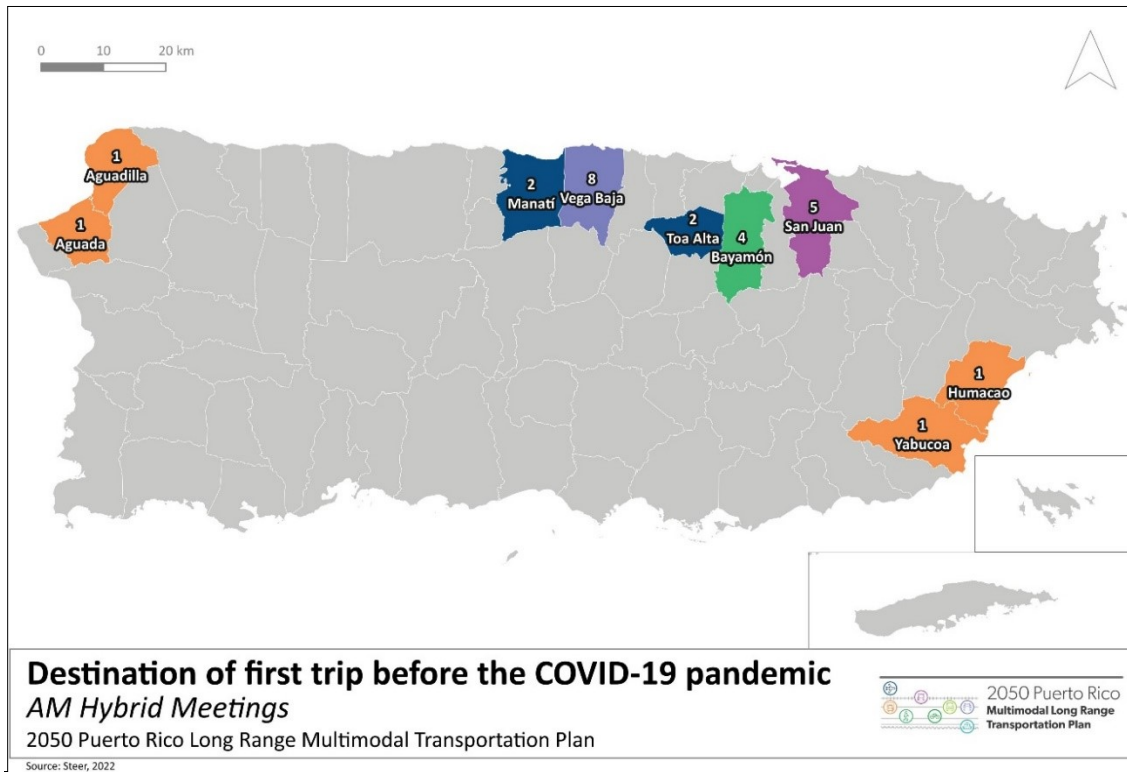 0 10 20 km
1
Aguadilla
1
Aguada
2
Manatí
8
Vega Baja
2
Toa Alta
4
Bayamón
5
San Juan
1
Humacao
1
Yabucoa
Destination of first trip before the COVID-19 pandemic
AM Hybrid Meetings
2050 Puerto Rico Long Range Multimodal Transportation Plan
2050 Puerto Rico
Multimodal Long Range
Transportation Plan
Source: Steer, 2022